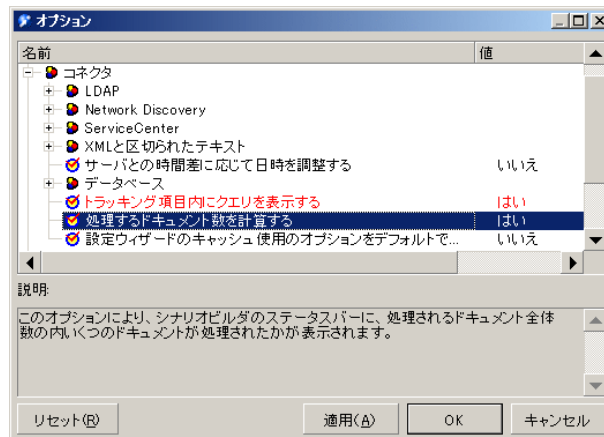 オプション
名前 値
コネクタ
LDAP
Network Discovery
ServiceCenter
XMLと区切られたテキスト
サーバとの時間差に応じて日時を調整する いいえ
データベース
トラッキング項目内にクエリを表示する はい
処理するドキュメント数を計算する はい
設定ウィザードのキャッシュ使用のオプションをデフォルトで... いいえ
説明:
このオプションにより、シナリオビルダのステータスバーに、処理されるドキュメント全体
数の内いくつのドキュメントが処理されたかが表示されます。
リセット(R) 適用(A) OK キャンセル